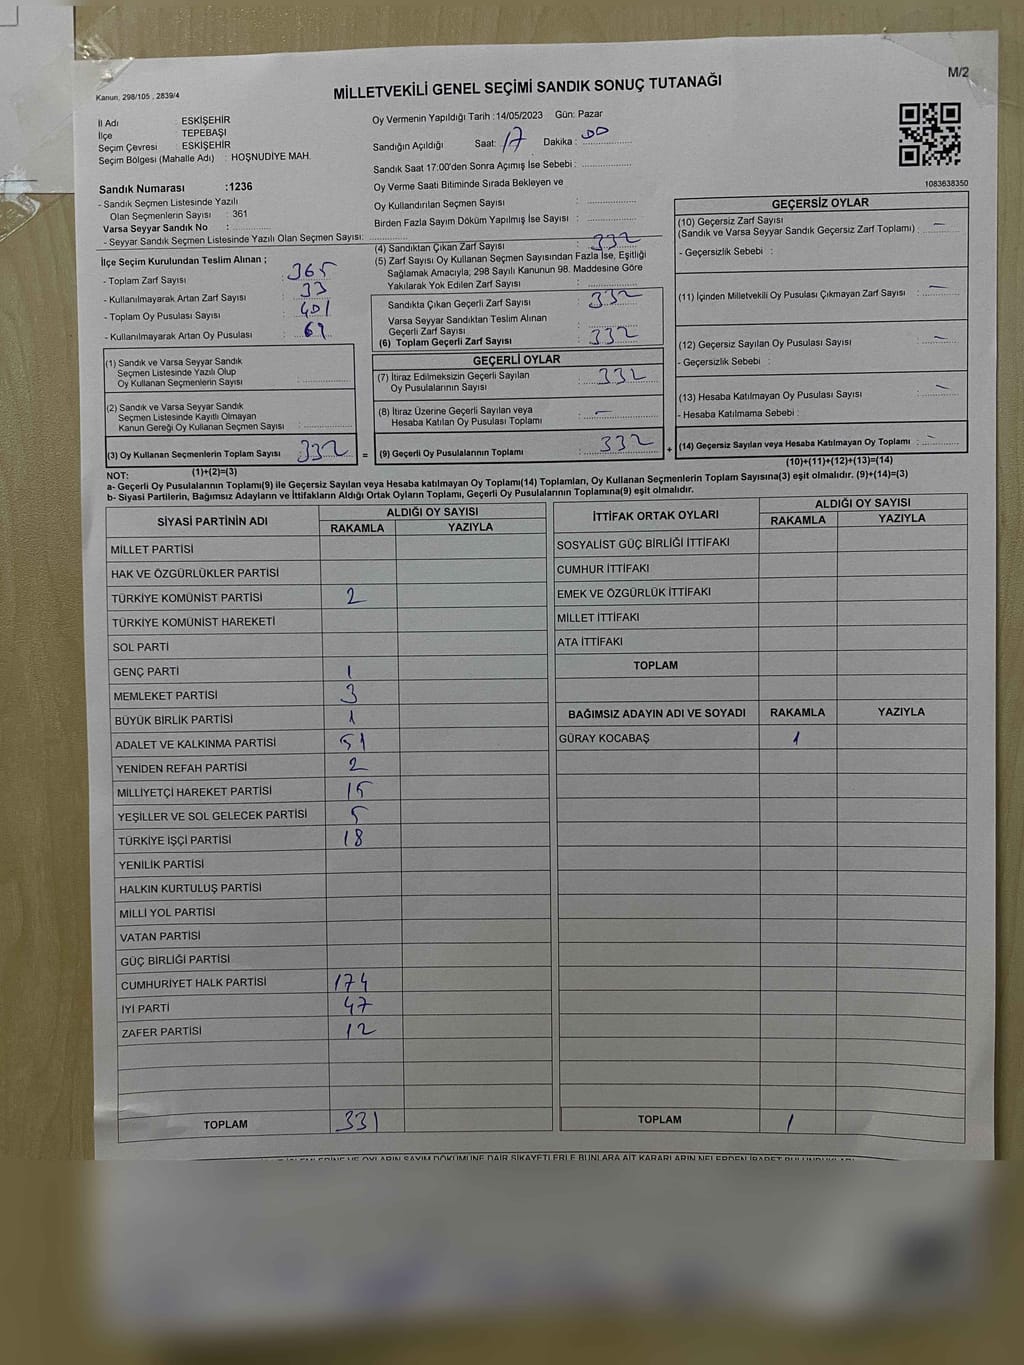 Kanun, 298/105 , 2839/4
MİLLETVEKİLİ GENEL SEÇİMİ SANDIK SONUÇ TUTANAĞI
M/2
İl Adı : ESKİŞEHİR
İlçe : TEPEBAŞI
Seçim Çevresi : ESKİŞEHİR
Seçim Bölgesi (Mahalle Adı) : HOŞNUDİYE MAH.
Sandık Numarası :1236
- Sandık Seçmen Listesinde Yazılı
Olan Seçmenlerin Sayısı : 361
Varsa Seyyar Sandık No :
- Seyyar Sandık Seçmen Listesinde Yazılı Olan Seçmen Sayısı:
İlçe Seçim Kurulundan Teslim Alınan ;
- Toplam Zarf Sayısı : 365
- Kullanılmayarak Artan Zarf Sayısı : 33
- Toplam Oy Pusulası Sayısı : 401
- Kullanılmayarak Artan Oy Pusulası : 69
(1) Sandık ve Varsa Seyyar Sandık
Seçmen Listesinde Yazılı Olup
Oy Kullanan Seçmenlerin Sayısı :
(2) Sandık ve Varsa Seyyar Sandık
Seçmen Listesinde Kayıtlı Olmayan
Kanun Gereği Oy Kullanan Seçmen Sayısı :
(3) Oy Kullanan Seçmenlerin Toplam Sayısı 332 =
(1)+(2)=(3)
Oy Vermenin Yapıldığı Tarih :14/05/2023 Gün: Pazar
Sandığın Açıldığı Saat: 17 Dakika : 00
Sandık Saat 17:00'den Sonra Açımış İse Sebebi :
Oy Verme Saati Bitiminde Sırada Bekleyen ve
Oy Kullandırılan Seçmen Sayısı :
Birden Fazla Sayım Döküm Yapılmış İse Sayısı :
(4) Sandıktan Çıkan Zarf Sayısı : 332
(5) Zarf Sayısı Oy Kullanan Seçmen Sayısından Fazla İse, Eşitliği
Sağlamak Amacıyla, 298 Sayılı Kanunun 98. Maddesine Göre
Yakılarak Yok Edilen Zarf Sayısı :
Sandıkta Çıkan Geçerli Zarf Sayısı : 332
Varsa Seyyar Sandıktan Teslim Alınan
Geçerli Zarf Sayısı :
(6) Toplam Geçerli Zarf Sayısı : 332
GEÇERLİ OYLAR
(7) İtiraz Edilmeksizin Geçerli Sayılan
Oy Pusulalarının Sayısı : 332
(8) İtiraz Üzerine Geçerli Sayılan veya
Hesaba Katılan Oy Pusulası Toplamı : -
(9) Geçerli Oy Pusulalarının Toplamı : 332 +
1083638350
GEÇERSİZ OYLAR
(10) Geçersiz Zarf Sayısı
(Sandık ve Varsa Seyyar Sandık Geçersiz Zarf Toplamı) : -
- Geçersizlik Sebebi :
(11) İçinden Milletvekili Oy Pusulası Çıkmayan Zarf Sayısı : -
(12) Geçersiz Sayılan Oy Pusulası Sayısı : -
- Geçersizlik Sebebi :
(13) Hesaba Katılmayan Oy Pusulası Sayısı : -
- Hesaba Katılmama Sebebi :
(14) Geçersiz Sayılan veya Hesaba Katılmayan Oy Toplamı : -
(10)+(11)+(12)+(13)=(14)
NOT:
a- Geçerli Oy Pusulalarının Toplamı(9) ile Geçersiz Sayılan veya Hesaba katılmayan Oy Toplamı(14) Toplamları, Oy Kullanan Seçmenlerin Toplam Sayısına(3) eşit olmalıdır. (9)+(14)=(3)
b- Siyasi Partilerin, Bağımsız Adayların ve İttifakların Aldığı Ortak Oyların Toplamı, Geçerli Oy Pusulalarının Toplamına(9) eşit olmalıdır.
SİYASİ PARTİNİN ADI
ALDIĞI OY SAYISI
RAKAMLA YAZIYLA
MİLLET PARTİSİ
HAK VE ÖZGÜRLÜKLER PARTİSİ
TÜRKİYE KOMÜNİST PARTİSİ 2
TÜRKİYE KOMÜNİST HAREKETİ
SOL PARTİ
GENÇ PARTİ 1
MEMLEKET PARTİSİ 3
BÜYÜK BİRLİK PARTİSİ 1
ADALET VE KALKINMA PARTİSİ 51
YENİDEN REFAH PARTİSİ 2
MİLLİYETÇİ HAREKET PARTİSİ 15
YEŞİLLER VE SOL GELECEK PARTİSİ 5
TÜRKİYE İŞÇİ PARTİSİ 18
YENİLİK PARTİSİ
HALKIN KURTULUŞ PARTİSİ
MİLLİ YOL PARTİSİ
VATAN PARTİSİ
GÜÇ BİRLİĞİ PARTİSİ
CUMHURİYET HALK PARTİSİ 174
İYİ PARTİ 47
ZAFER PARTİSİ 12
TOPLAM 331
İTTİFAK ORTAK OYLARI
ALDIĞI OY SAYISI
RAKAMLA YAZIYLA
SOSYALİST GÜÇ BİRLİĞİ İTTİFAKI
CUMHUR İTTİFAKI
EMEK VE ÖZGÜRLÜK İTTİFAKI
MİLLET İTTİFAKI
ATA İTTİFAKI
TOPLAM
BAĞIMSIZ ADAYIN ADI VE SOYADI RAKAMLA YAZIYLA
GÜRAY KOCABAŞ 1
TOPLAM 1
VE OYLARIN SAYIM DÖKÜMÜNE DAİR ŞİKAYETLERLE BUNLARA AİT KARARLARIN NELERDEN İBARET